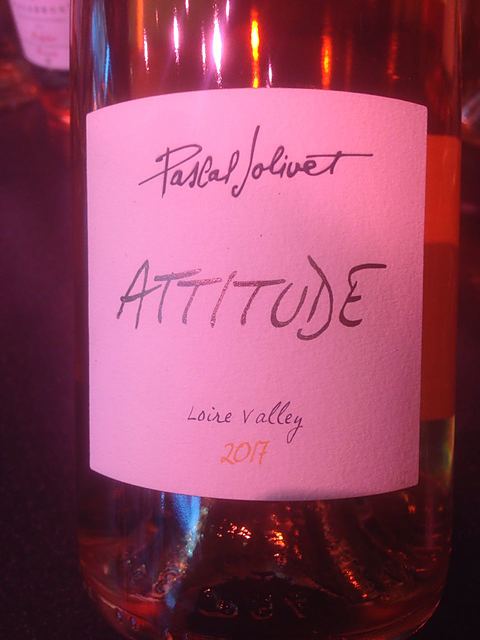 Pascal Jolivet
ATTITUDE
Loire Valley
2017